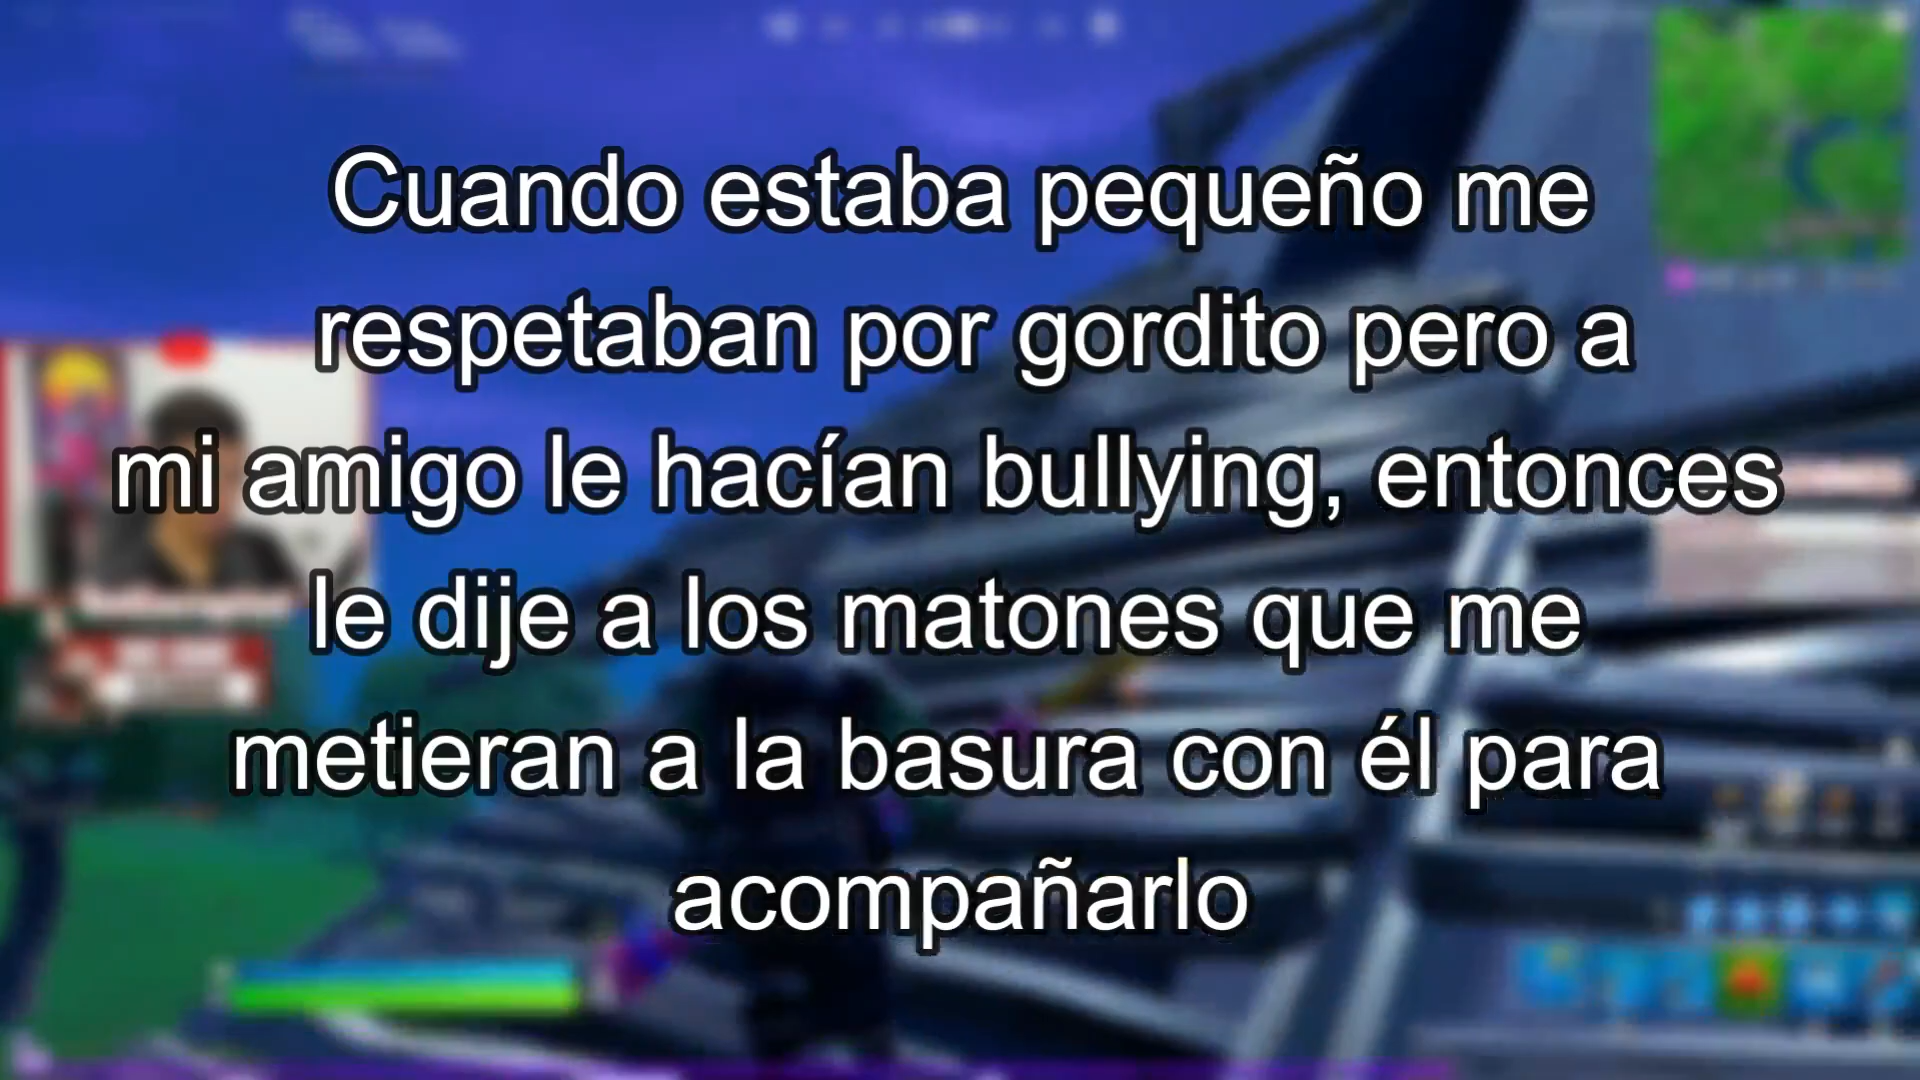 Cuando estaba pequeño me
respetaban por gordito pero a
mi amigo le hacían bullying, entonces
le dije a los matones que me
metieran a la basura con él para
acompañarlo